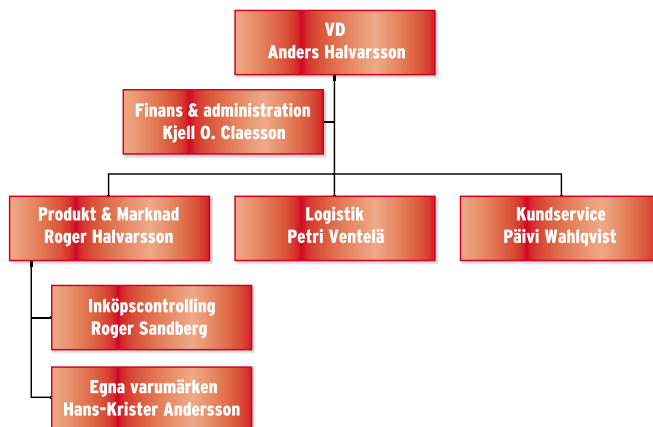 VD
Anders Halvarsson
Finans & administration
Kjell O. Claesson
Produkt & Marknad
Roger Halvarsson
Logistik
Petri Ventelä
Kundservice
Päivi Wahlqvist
Inköpscontrolling
Roger Sandberg
Egna varumärken
Hans-Krister Andersson